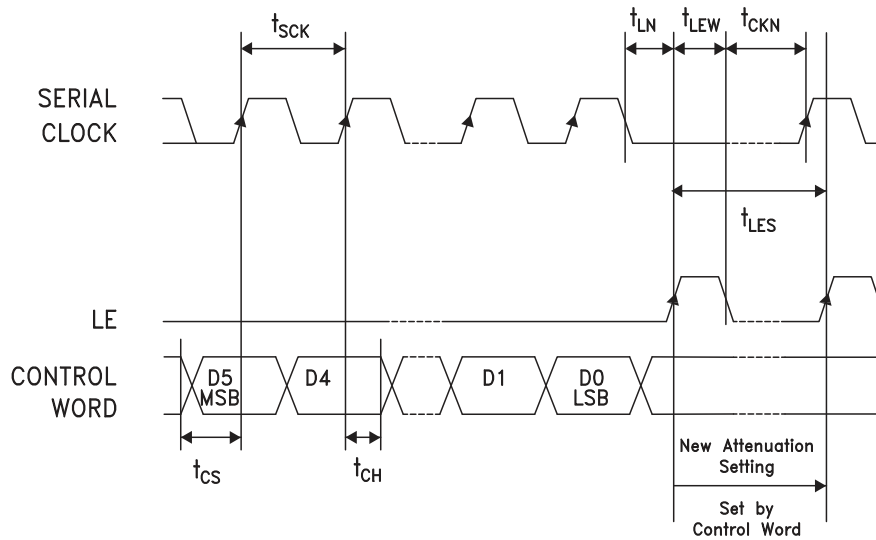 tSCK
tLN
tLEW
tCKN
SERIAL
CLOCK
tLES
LE
CONTROL
WORD
D5
MSB
D4
D1
D0
LSB
tCS
tCH
New Attenuation
Setting
Set by
Control Word